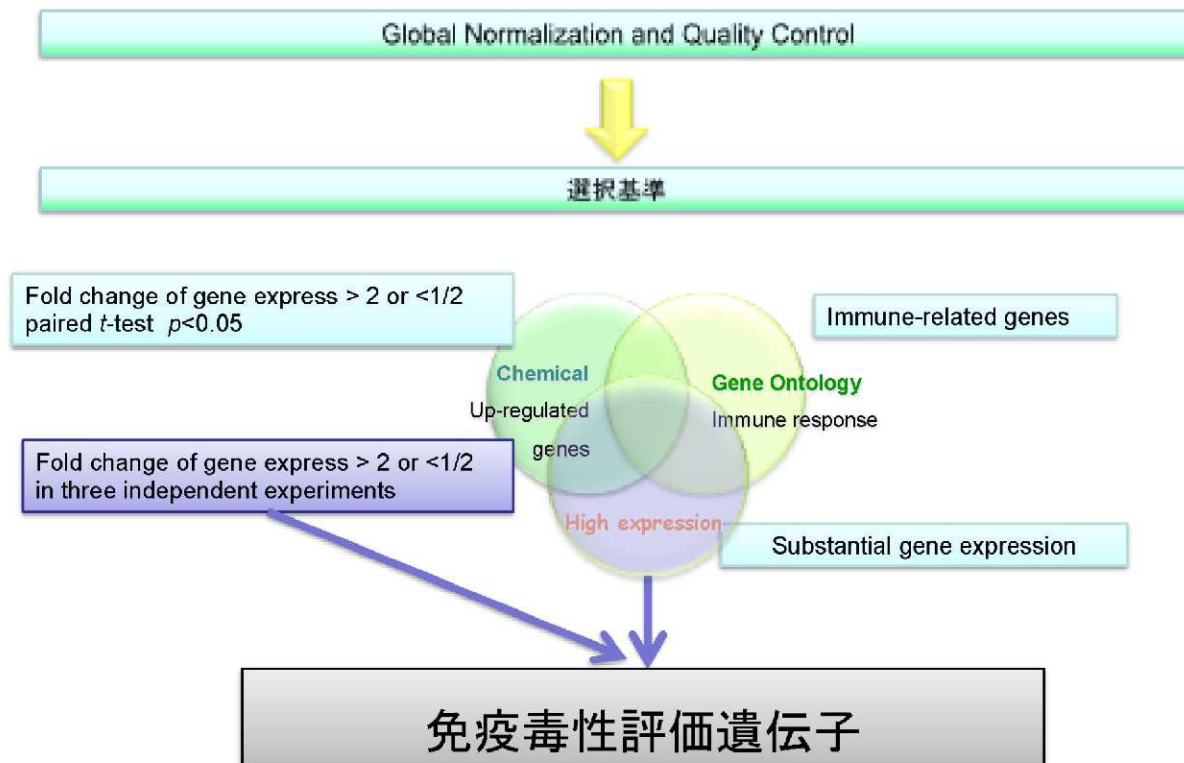 Global Normalization and Quality Control
選択基準
Fold change of gene express > 2 or <1/2
paired t-test p<0.05
Immune-related genes
Chemical
Up-regulated
genes
Gene Ontology
Immune response
Fold change of gene express > 2 or <1/2
in three independent experiments
High expression
Substantial gene expression
免疫毒性評価遺伝子